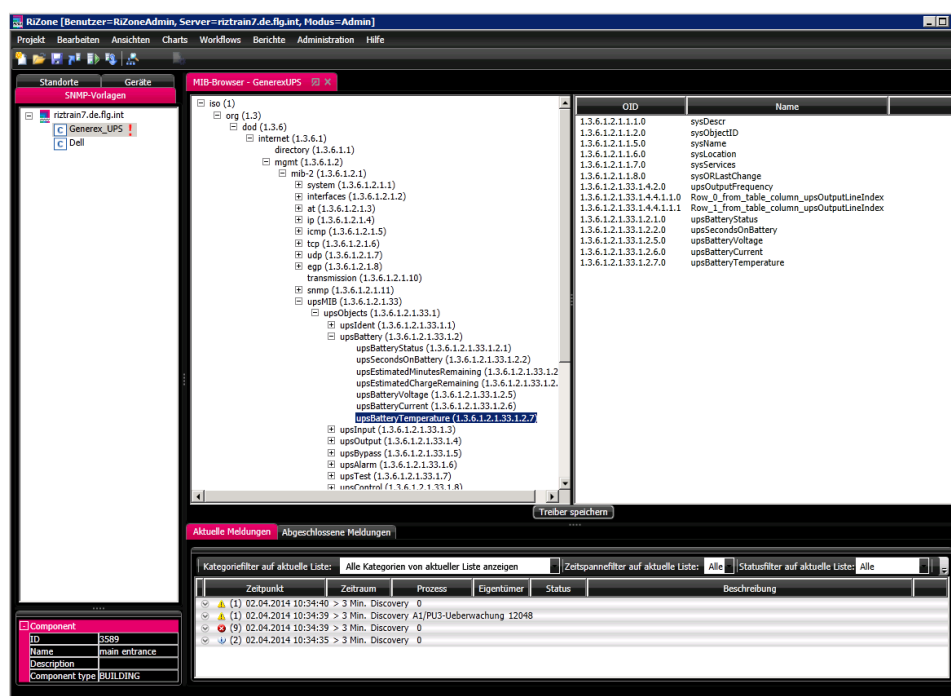 RiZone [Benutzer=RiZoneAdmin, Server=riztrain7.de.flg.int, Modus=Admin]
Projekt Bearbeiten Ansichten Charts Workflows Berichte Administration Hilfe
Standorte Geräte
SNMP-Vorlagen
riztrain7.de.flg.int
Generex_UPS !
Dell
MIB-Browser - GenerexUPS
iso (1)
org (1.3)
dod (1.3.6)
internet (1.3.6.1)
directory (1.3.6.1.1)
mgmt (1.3.6.1.2)
mib-2 (1.3.6.1.2.1)
system (1.3.6.1.2.1.1)
interfaces (1.3.6.1.2.1.2)
at (1.3.6.1.2.1.3)
ip (1.3.6.1.2.1.4)
icmp (1.3.6.1.2.1.5)
tcp (1.3.6.1.2.1.6)
udp (1.3.6.1.2.1.7)
egp (1.3.6.1.2.1.8)
transmission (1.3.6.1.2.1.10)
snmp (1.3.6.1.2.1.11)
upsMIB (1.3.6.1.2.1.33)
upsObjects (1.3.6.1.2.1.33.1)
upsIdent (1.3.6.1.2.1.33.1.1)
upsBattery (1.3.6.1.2.1.33.1.2)
upsBatteryStatus (1.3.6.1.2.1.33.1.2.1)
upsSecondsOnBattery (1.3.6.1.2.1.33.1.2.2)
upsEstimatedMinutesRemaining (1.3.6.1.2.1.33.1.2
upsEstimatedChargeRemaining (1.3.6.1.2.1.33.1.2.
upsBatteryVoltage (1.3.6.1.2.1.33.1.2.5)
upsBatteryCurrent (1.3.6.1.2.1.33.1.2.6)
upsBatteryTemperature (1.3.6.1.2.1.33.1.2.7)
upsInput (1.3.6.1.2.1.33.1.3)
upsOutput (1.3.6.1.2.1.33.1.4)
upsBypass (1.3.6.1.2.1.33.1.5)
upsAlarm (1.3.6.1.2.1.33.1.6)
upsTest (1.3.6.1.2.1.33.1.7)
upsControl (1.3.6.1.2.1.33.1.8)
OID Name
1.3.6.1.2.1.1.1.0 sysDescr
1.3.6.1.2.1.1.2.0 sysObjectID
1.3.6.1.2.1.1.5.0 sysName
1.3.6.1.2.1.1.6.0 sysLocation
1.3.6.1.2.1.1.7.0 sysServices
1.3.6.1.2.1.1.8.0 sysORLastChange
1.3.6.1.2.1.33.1.4.2.0 upsOutputFrequency
1.3.6.1.2.1.33.1.4.4.1.1.0 Row_0_from_table_column_upsOutputLineIndex
1.3.6.1.2.1.33.1.4.4.1.1.1 Row_1_from_table_column_upsOutputLineIndex
1.3.6.1.2.1.33.1.2.1.0 upsBatteryStatus
1.3.6.1.2.1.33.1.2.2.0 upsSecondsOnBattery
1.3.6.1.2.1.33.1.2.5.0 upsBatteryVoltage
1.3.6.1.2.1.33.1.2.6.0 upsBatteryCurrent
1.3.6.1.2.1.33.1.2.7.0 upsBatteryTemperature
Treiber speichern
Aktuelle Meldungen Abgeschlossene Meldungen
Kategoriefilter auf aktuelle Liste: Alle Kategorien von aktueller Liste anzeigen Zeitspannefilter auf aktuelle Liste: Alle Statusfilter auf aktuelle Liste: Alle
Zeitpunkt Zeitraum Prozess Eigentümer Status Beschreibung
(1) 02.04.2014 10:34:40 > 3 Min. Discovery 0
(1) 02.04.2014 10:34:39 > 3 Min. Discovery A1/PU3-Ueberwachung 12048
(9) 02.04.2014 10:34:39 > 3 Min. Discovery 0
(2) 02.04.2014 10:34:35 > 3 Min. Discovery 0
Component
ID 3589
Name main entrance
Description
Component type BUILDING